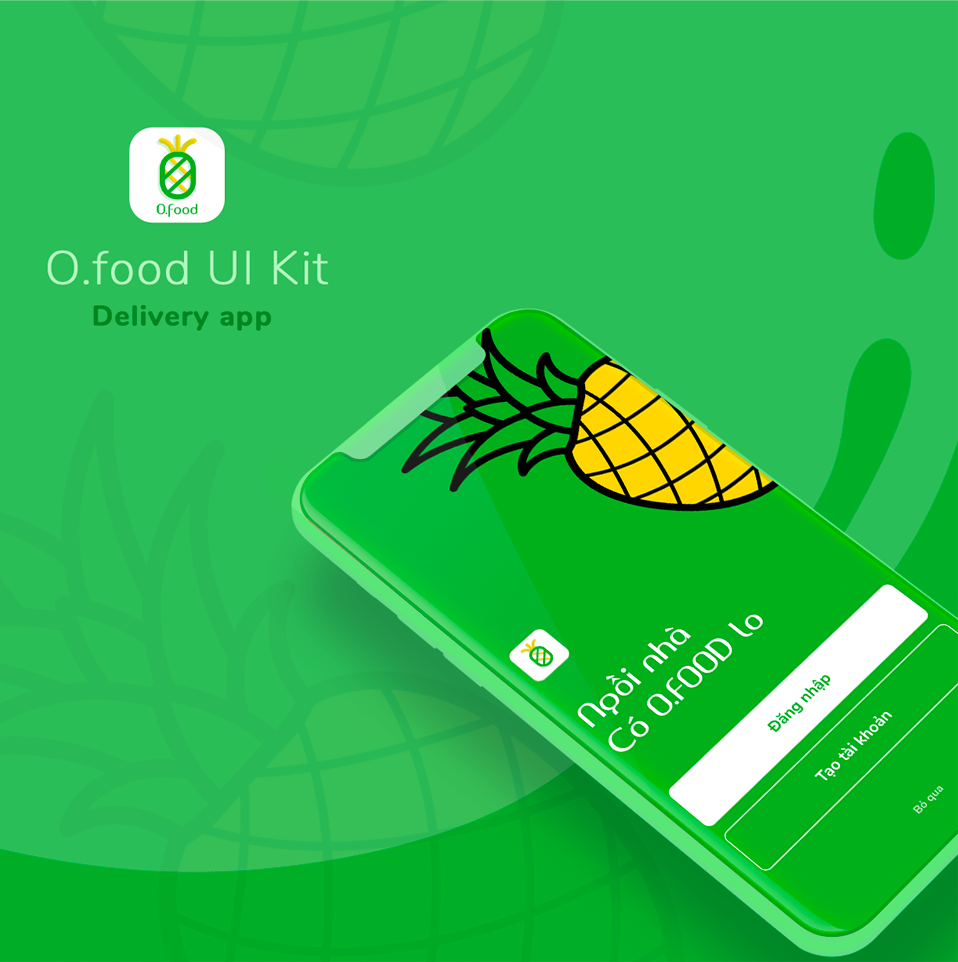 O.food
O.food UI Kit
Delivery app
Ngồi nhà
Có O.FOOD lo
Đăng nhập
Tạo tài khoản
Bỏ qua